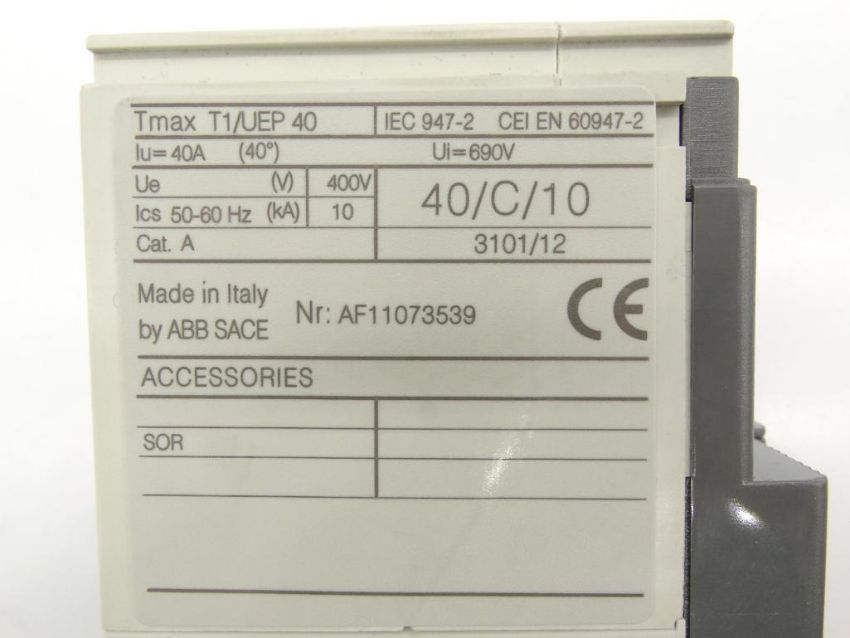 Tmax T1/UEP 40 IEC 947-2 CEI EN 60947-2
Iu=40A (40°) Ui=690V
Ue (V) 400V
40/C/10
Ics 50-60 Hz (kA) 10
Cat. A 3101/12
Made in Italy
by ABB SACE
Nr: AF11073539
CE
ACCESSORIES
SOR